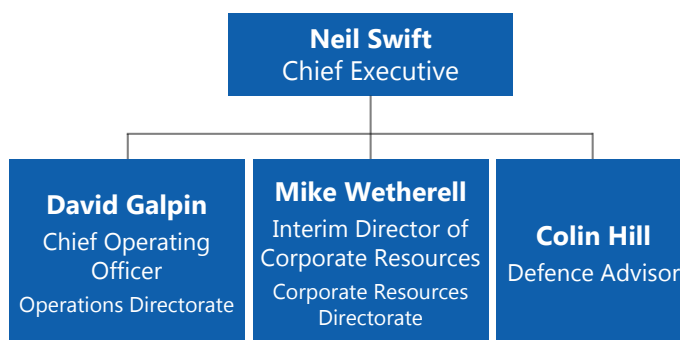 Neil Swift
Chief Executive
David Galpin
Chief Operating
Officer
Operations Directorate
Mike Wetherell
Interim Director of
Corporate Resources
Corporate Resources
Directorate
Colin Hill
Defence Advisor